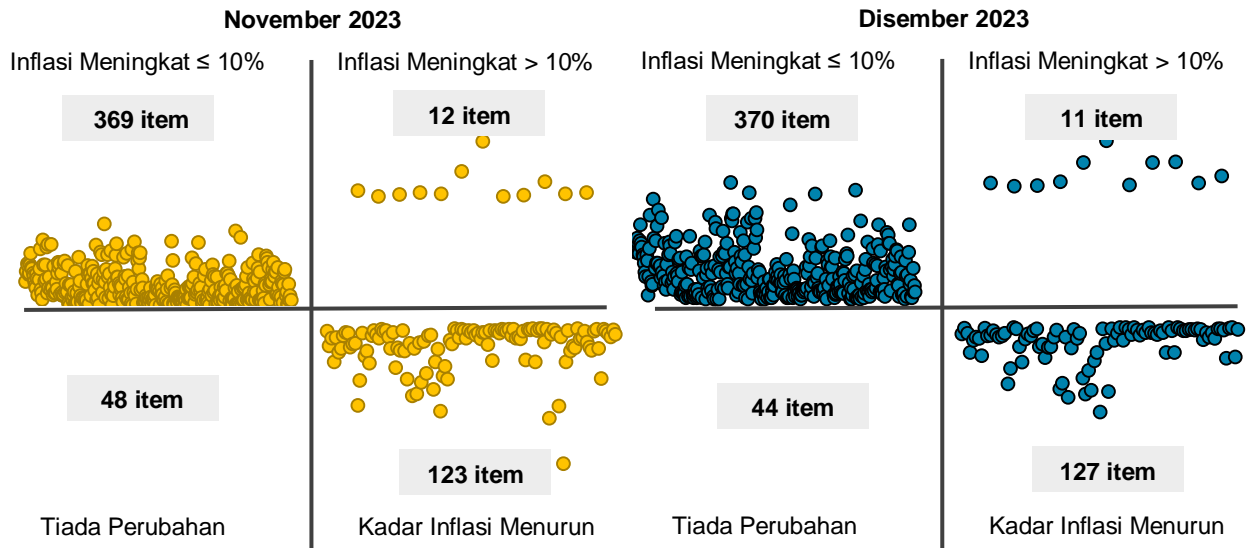 November 2023
Inflasi Meningkat ≤ 10%
Inflasi Meningkat > 10%
369 item
12 item
48 item
123 item
Tiada Perubahan
Kadar Inflasi Menurun
Disember 2023
Inflasi Meningkat ≤ 10%
Inflasi Meningkat > 10%
370 item
11 item
44 item
127 item
Tiada Perubahan
Kadar Inflasi Menurun